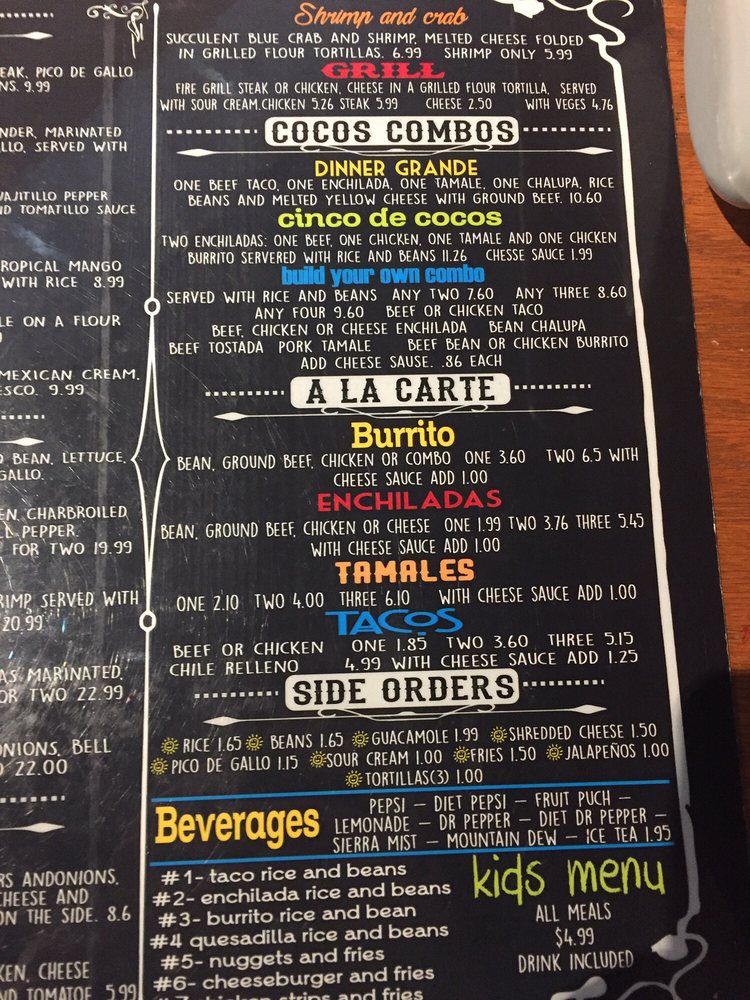 EAK, PICO DE GALLO
NS. 9.99
NDER, MARINATED
LLO, SERVED WITH
AJITILLO PEPPER
ND TOMATILLO SAUCE
ROPICAL MANGO
WITH RICE 8.99
LE ON A FLOUR
MEXICAN CREAM,
ESCO. 9.99
D BEAN, LETTUCE,
GALLO.
EN, CHARBROILED
LL PEPPER.
FOR TWO 19.99
RIMP, SERVED WITH
20.99
AS MARINATED,
OR TWO 22.99
ONIONS, BELL
22.00
RS ANDONIONS,
CHEESE AND
ON THE SIDE. 8.6
KEN, CHEESE
ND TOMATOE 5.99
Shrimp and crab
SUCCULENT BLUE CRAB AND SHRIMP, MELTED CHEESE FOLDED
IN GRILLED FLOUR TORTILLAS. 6.99 SHRIMP ONLY 5.99
GRILL
FIRE GRILL STEAK OR CHICKEN, CHEESE IN A GRILLED FLOUR TORTILLA, SERVED
WITH SOUR CREAM.CHICKEN 5.26 STEAK 5.99 CHEESE 2.50 WITH VEGES 4.76
COCOS COMBOS
DINNER GRANDE
ONE BEEF TACO, ONE ENCHILADA, ONE TAMALE, ONE CHALUPA, RICE
BEANS AND MELTED YELLOW CHEESE WITH GROUND BEEF. 10.60
cinco de cocos
TWO ENCHILADAS: ONE BEEF, ONE CHICKEN, ONE TAMALE AND ONE CHICKEN
BURRITO SERVERED WITH RICE AND BEANS 11.26 CHESSE SAUCE 1.99
build your own combo
SERVED WITH RICE AND BEANS ANY TWO 7.60 ANY THREE 8.60
ANY FOUR 9.60 BEEF OR CHICKEN TACO
BEEF, CHICKEN OR CHEESE ENCHILADA BEAN CHALUPA
BEEF TOSTADA PORK TAMALE BEEF BEAN OR CHICKEN BURRITO
ADD CHEESE SAUSE. .86 EACH
A LA CARTE
Burrito
BEAN, GROUND BEEF, CHICKEN OR COMBO ONE 3.60 TWO 6.5 WITH
CHEESE SAUCE ADD 1.00
ENCHILADAS
BEAN, GROUND BEEF, CHICKEN OR CHEESE ONE 1.99 TWO 3.76 THREE 5.45
WITH CHEESE SAUCE ADD 1.00
TAMALES
ONE 2.10 TWO 4.00 THREE 6.10 WITH CHEESE SAUCE ADD 1.00
TACOS
BEEF OR CHICKEN ONE 1.85 TWO 3.60 THREE 5.15
CHILE RELLENO 4.99 WITH CHEESE SAUCE ADD 1.25
SIDE ORDERS
RICE 1.65 BEANS 1.65 GUACAMOLE 1.99 SHREDDED CHEESE 1.50
PICO DE GALLO 1.15 SOUR CREAM 1.00 FRIES 1.50 JALAPEÑOS 1.00
TORTILLAS(3) 1.00
Beverages
PEPSI – DIET PEPSI – FRUIT PUCH –
LEMONADE – DR PEPPER – DIET DR PEPPER –
SIERRA MIST – MOUNTAIN DEW – ICE TEA 1.95
#1- taco rice and beans
#2- enchilada rice and beans
#3- burrito rice and bean
#4 quesadilla rice and beans
#5- nuggets and fries
#6- cheeseburger and fries
#7- chicken strips and fries
kids menu
ALL MEALS
$4.99
DRINK INCLUDED